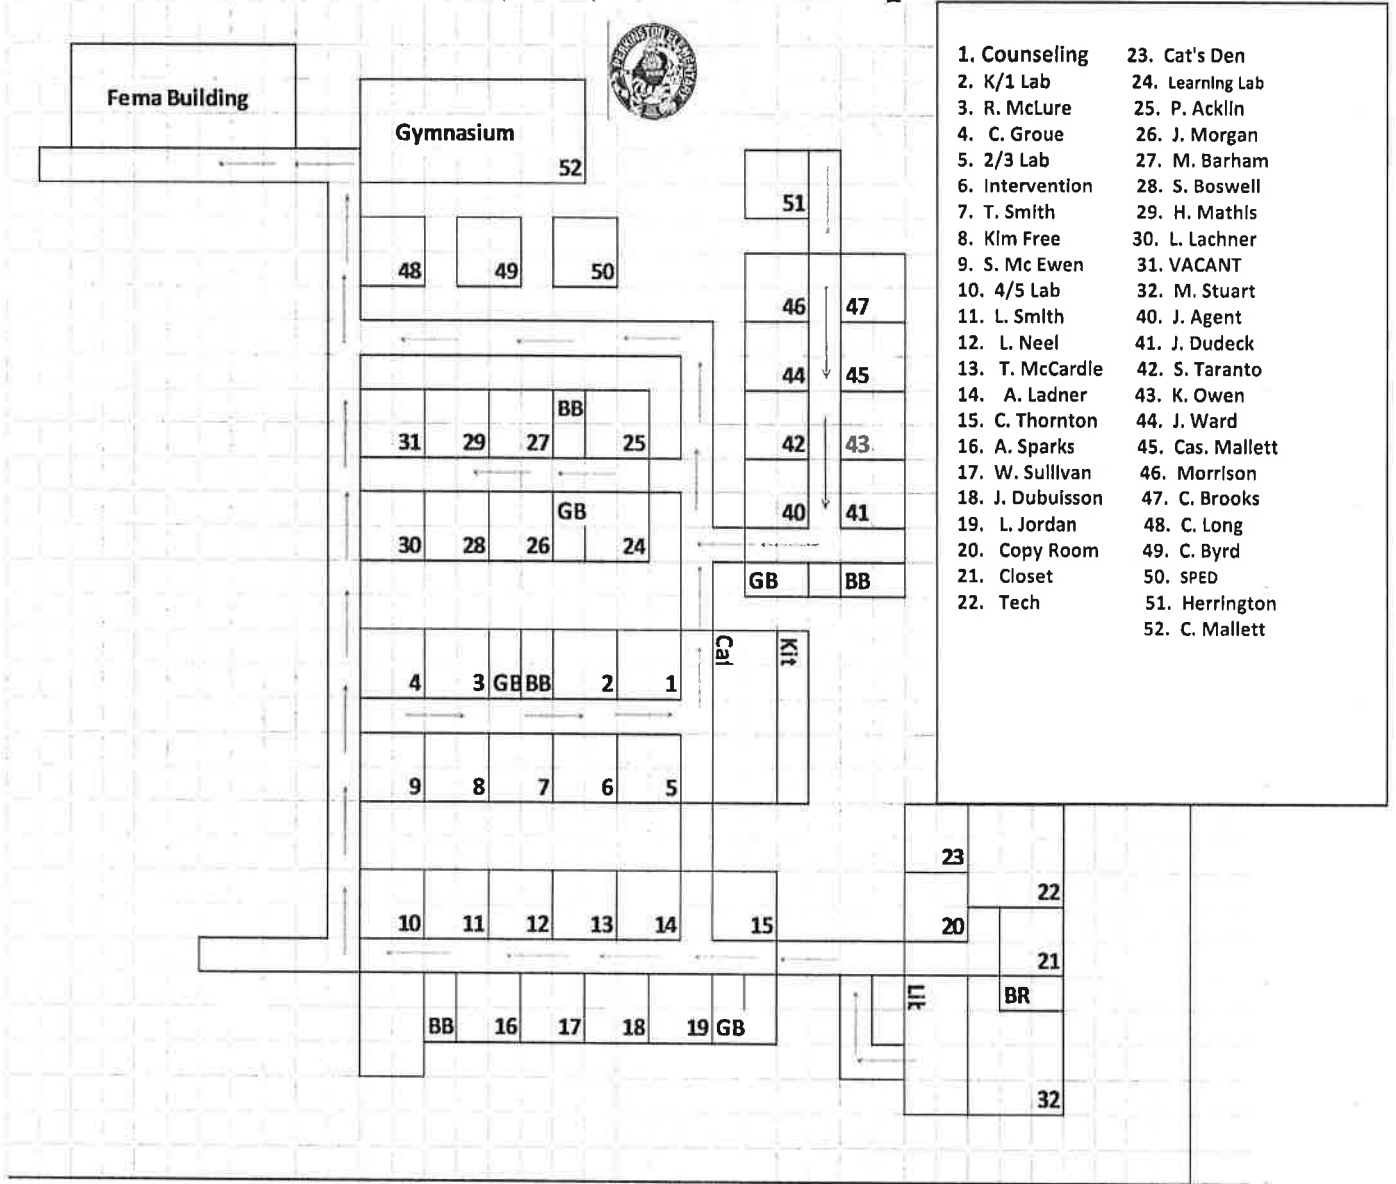 PERKINSTON ELEMENTARY
Fema Building
Gymnasium
52
51
48 49 50
46 47
44 45
BB
31 29 27 25
42 43
GB
40 41
30 28 26 24
GB BB
Caf Kit
4 3 GB BB 2 1
9 8 7 6 5
23
22
10 11 12 13 14 15 20
21
Lib
BR
BB 16 17 18 19 GB
32
1. Counseling
2. K/1 Lab
3. R. McLure
4. C. Groue
5. 2/3 Lab
6. Intervention
7. T. Smith
8. Kim Free
9. S. Mc Ewen
10. 4/5 Lab
11. L. Smith
12. L. Neel
13. T. McCardle
14. A. Ladner
15. C. Thornton
16. A. Sparks
17. W. Sullivan
18. J. Dubuisson
19. L. Jordan
20. Copy Room
21. Closet
22. Tech
23. Cat's Den
24. Learning Lab
25. P. Acklin
26. J. Morgan
27. M. Barham
28. S. Boswell
29. H. Mathis
30. L. Lachner
31. VACANT
32. M. Stuart
40. J. Agent
41. J. Dudeck
42. S. Taranto
43. K. Owen
44. J. Ward
45. Cas. Mallett
46. Morrison
47. C. Brooks
48. C. Long
49. C. Byrd
50. SPED
51. Herrington
52. C. Mallett